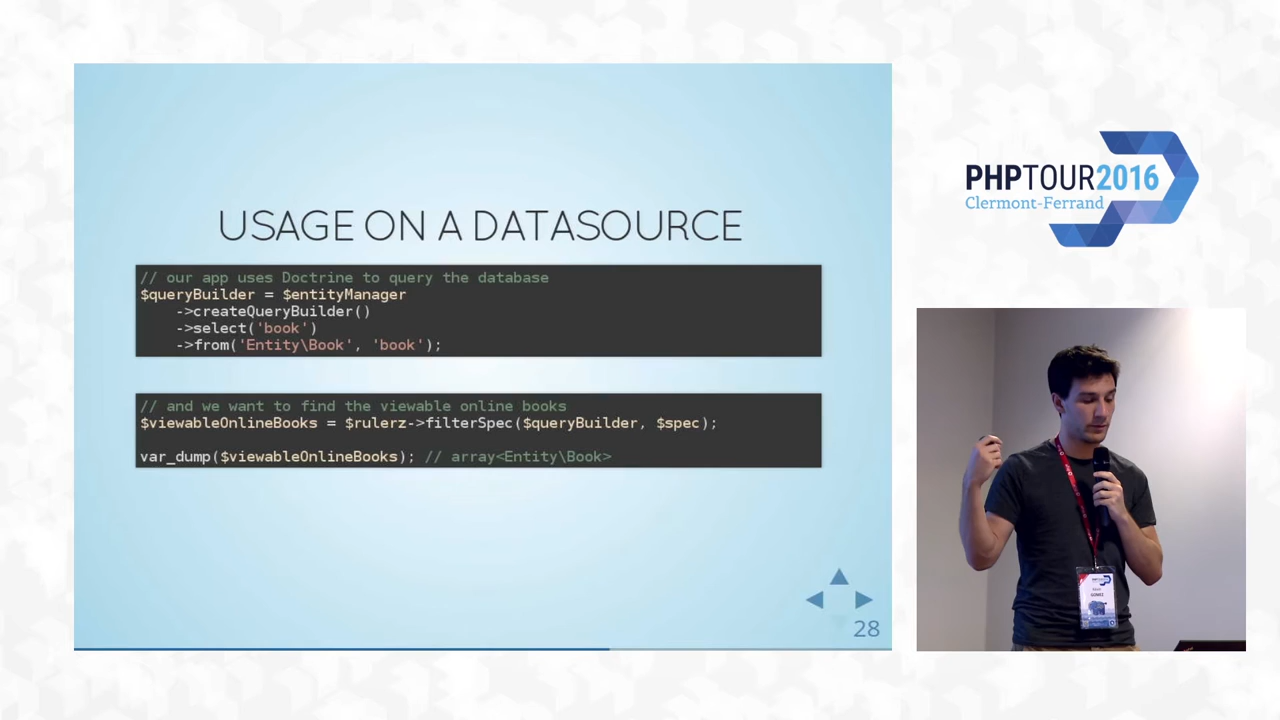 USAGE ON A DATASOURCE
// our app uses Doctrine to query the database
$queryBuilder = $entityManager
    ->createQueryBuilder()
    ->select('book')
    ->from('Entity\Book', 'book');
// and we want to find the viewable online books
$viewableOnlineBooks = $rulerz->filterSpec($queryBuilder, $spec);
var_dump($viewableOnlineBooks); // array<Entity\Book>
28
PHPTOUR2016
Clermont-Ferrand